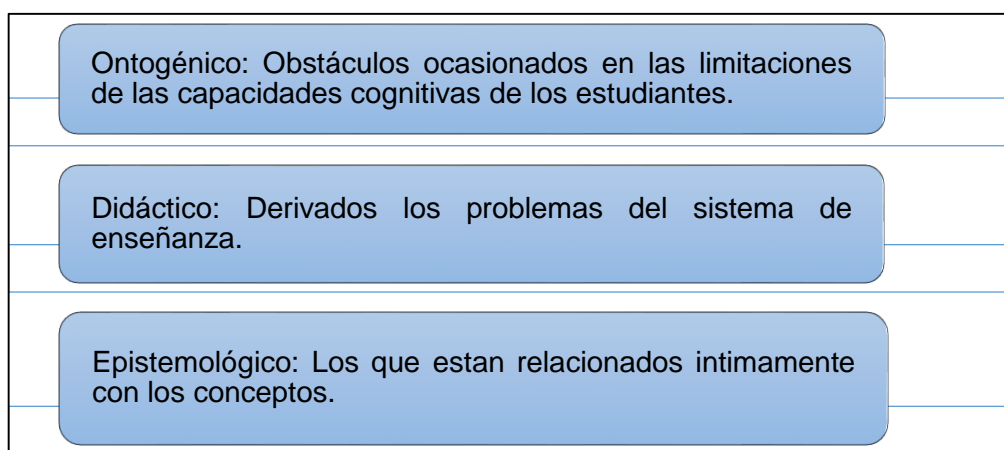 Ontogénico: Obstáculos ocasionados en las limitaciones
de las capacidades cognitivas de los estudiantes.
Didáctico: Derivados los problemas del sistema de
enseñanza.
Epistemológico: Los que estan relacionados intimamente
con los conceptos.